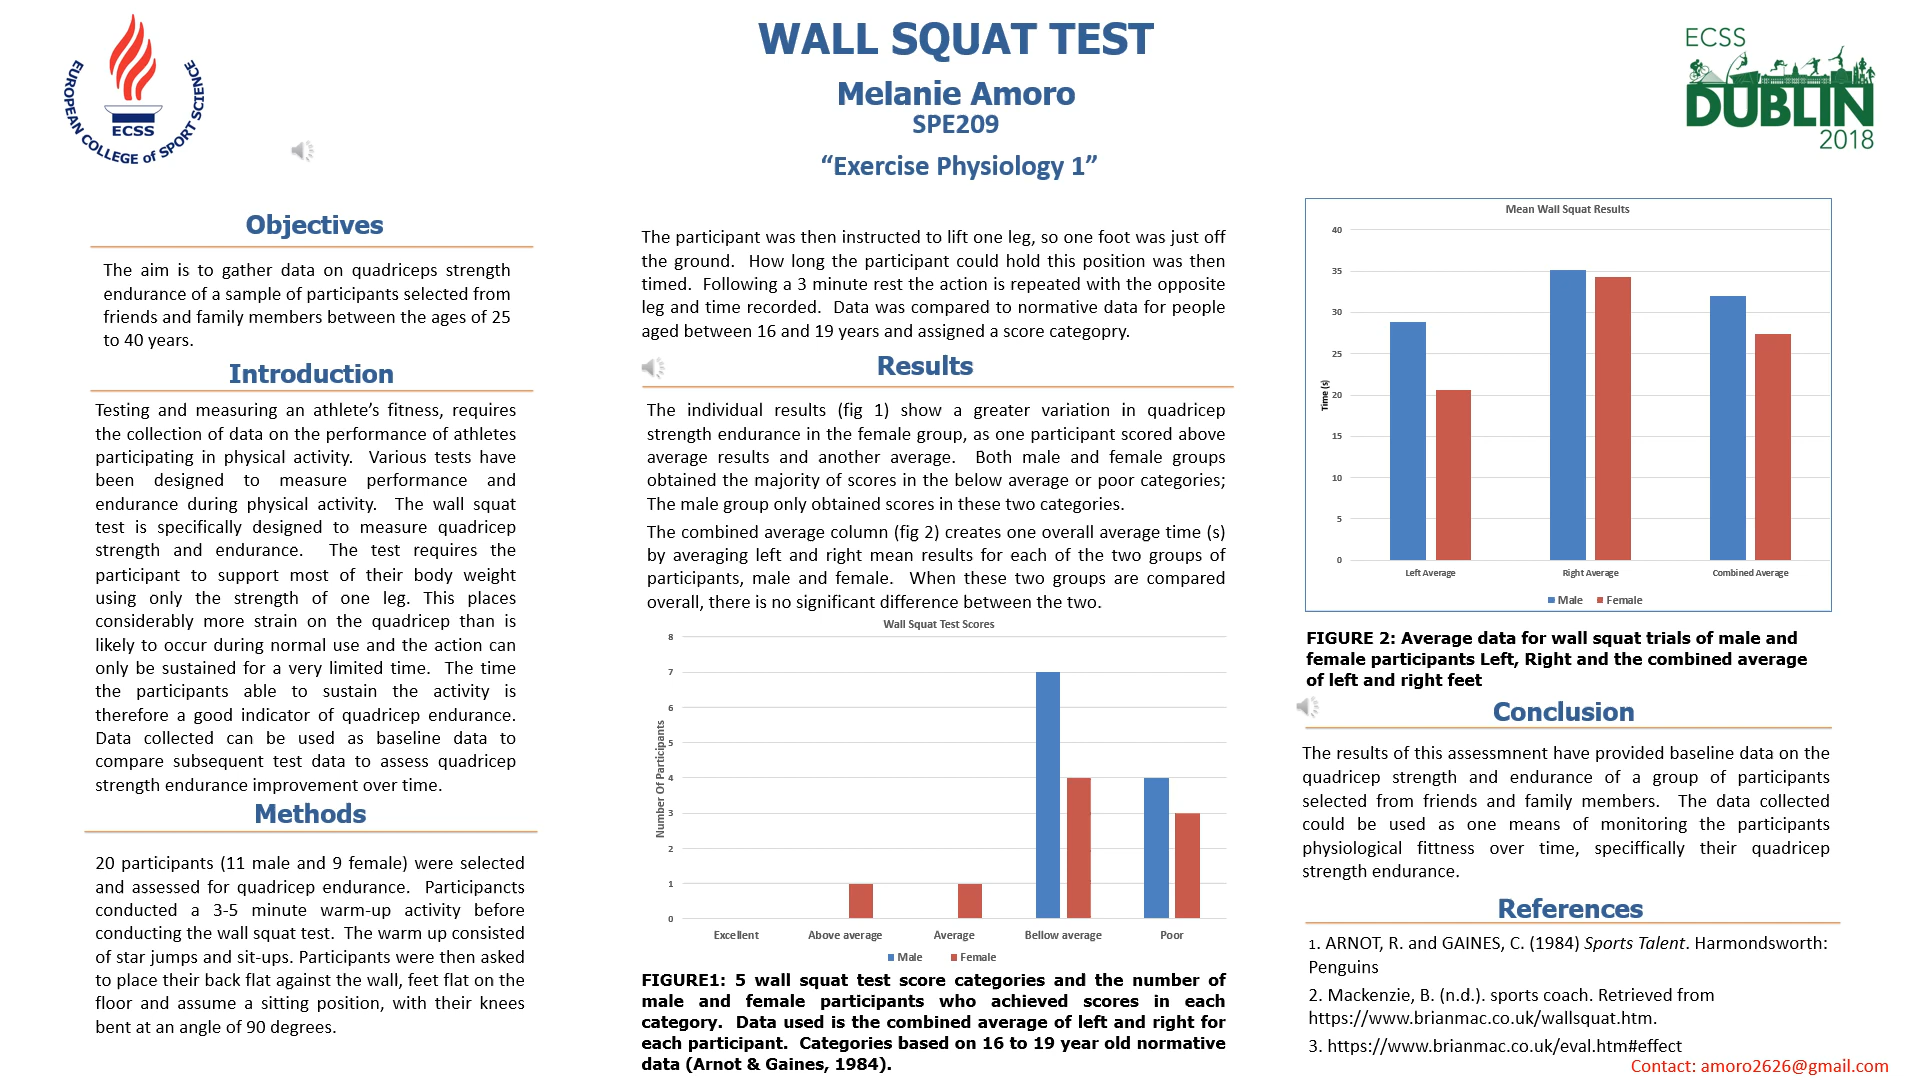 WALL SQUAT TEST
Melanie Amoro
SPE209
“Exercise Physiology 1”
EUROPEAN COLLEGE of SPORT SCIENCE
ECSS
ECSS
DUBLIN
2018
Objectives
The aim is to gather data on quadriceps strength
endurance of a sample of participants selected from
friends and family members between the ages of 25
to 40 years.
Introduction
Testing and measuring an athlete’s fitness, requires
the collection of data on the performance of athletes
participating in physical activity. Various tests have
been designed to measure performance and
endurance during physical activity. The wall squat
test is specifically designed to measure quadricep
strength and endurance. The test requires the
participant to support most of their body weight
using only the strength of one leg. This places
considerably more strain on the quadricep than is
likely to occur during normal use and the action can
only be sustained for a very limited time. The time
the participants able to sustain the activity is
therefore a good indicator of quadricep endurance.
Data collected can be used as baseline data to
compare subsequent test data to assess quadricep
strength endurance improvement over time.
Methods
20 participants (11 male and 9 female) were selected
and assessed for quadricep endurance. Participancts
conducted a 3-5 minute warm-up activity before
conducting the wall squat test. The warm up consisted
of star jumps and sit-ups. Participants were then asked
to place their back flat against the wall, feet flat on the
floor and assume a sitting position, with their knees
bent at an angle of 90 degrees.
The participant was then instructed to lift one leg, so one foot was just off
the ground. How long the participant could hold this position was then
timed. Following a 3 minute rest the action is repeated with the opposite
leg and time recorded. Data was compared to normative data for people
aged between 16 and 19 years and assigned a score categopry.
Results
The individual results (fig 1) show a greater variation in quadricep
strength endurance in the female group, as one participant scored above
average results and another average. Both male and female groups
obtained the majority of scores in the below average or poor categories;
The male group only obtained scores in these two categories.
The combined average column (fig 2) creates one overall average time (s)
by averaging left and right mean results for each of the two groups of
participants, male and female. When these two groups are compared
overall, there is no significant difference between the two.
Wall Squat Test Scores
8
7
6
5
4
3
2
1
0
Number Of Participants
Excellent Above average Average Bellow average Poor
Male Female
FIGURE1: 5 wall squat test score categories and the number of
male and female participants who achieved scores in each
category. Data used is the combined average of left and right for
each participant. Categories based on 16 to 19 year old normative
data (Arnot & Gaines, 1984).
Mean Wall Squat Results
40
35
30
25
20
15
10
5
0
Time (s)
Left Average Right Average Combined Average
Male Female
FIGURE 2: Average data for wall squat trials of male and
female participants Left, Right and the combined average
of left and right feet
Conclusion
The results of this assessmnent have provided baseline data on the
quadricep strength and endurance of a group of participants
selected from friends and family members. The data collected
could be used as one means of monitoring the participants
physiological fittness over time, speciffically their quadricep
strength endurance.
References
1. ARNOT, R. and GAINES, C. (1984) Sports Talent. Harmondsworth:
Penguins
2. Mackenzie, B. (n.d.). sports coach. Retrieved from
https://www.brianmac.co.uk/wallsquat.htm.
3. https://www.brianmac.co.uk/eval.htm#effect
Contact: amoro2626@gmail.com